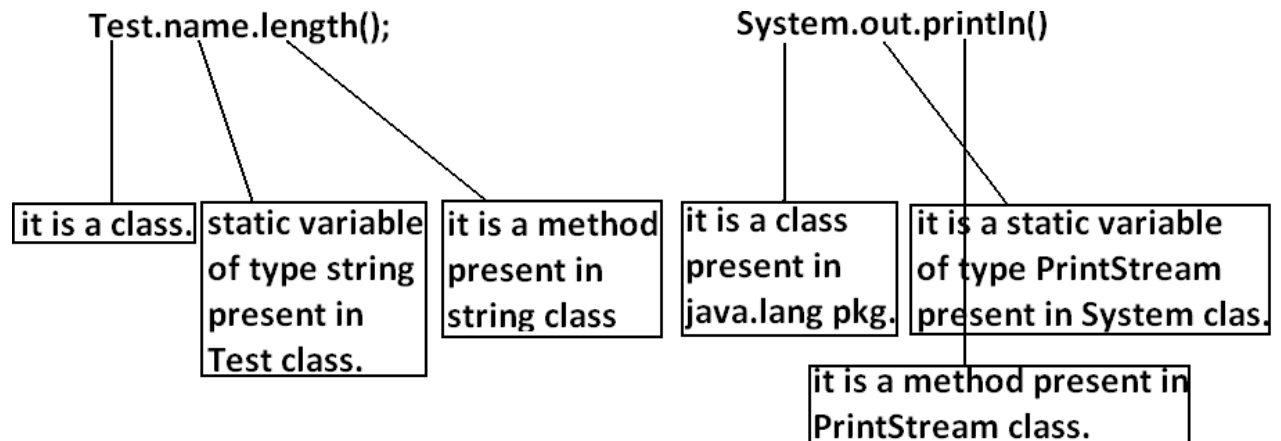 Test.name.length();
System.out.println()
it is a class.
static variable
of type string
present in
Test class.
it is a method
present in
string class
it is a class
present in
java.lang pkg.
it is a static variable
of type PrintStream
present in System clas.
it is a method present in
PrintStream class.